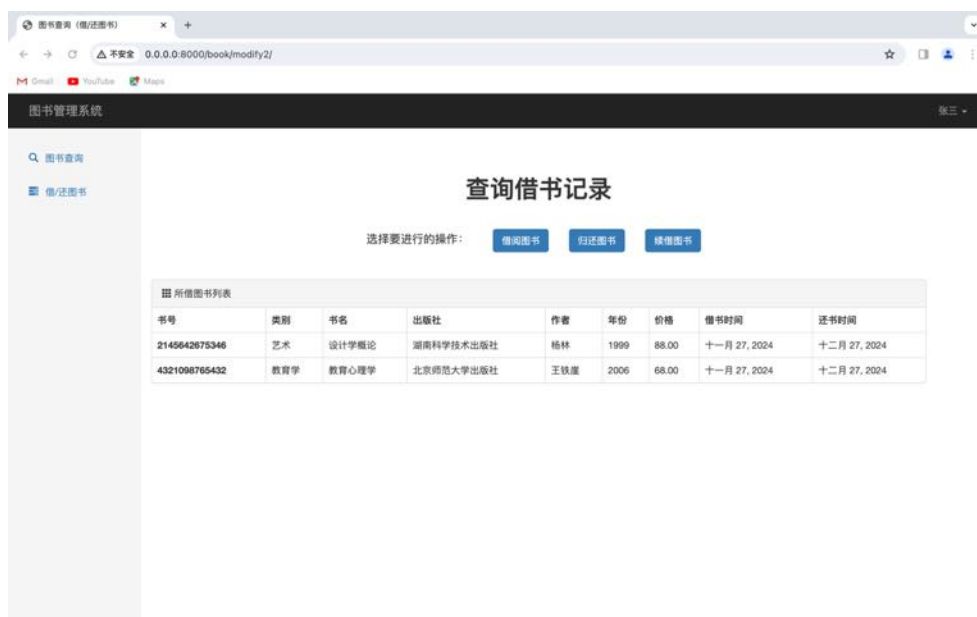 图书查询（借/还图书）
不安全 0.0.0.0:8000/book/modify2/
Gmail YouTube Maps
图书管理系统 张三
图书查询
借/还图书
查询借书记录
选择要进行的操作： 借阅图书 归还图书 续借图书
所借图书列表
书号 类别 书名 出版社 作者 年份 价格 借书时间 还书时间
2145642675346 艺术 设计学概论 湖南科学技术出版社 杨林 1999 88.00 十一月 27, 2024 十二月 27, 2024
4321098765432 教育学 教育心理学 北京师范大学出版社 王铁崖 2006 68.00 十一月 27, 2024 十二月 27, 2024